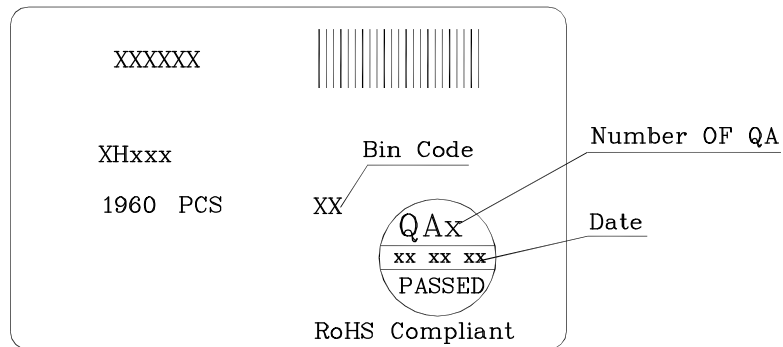 XXXXXX
XHxxx
Bin Code
Number OF QA
1960 PCS
XX
QAx
Date
xx xx xx
PASSED
RoHS Compliant